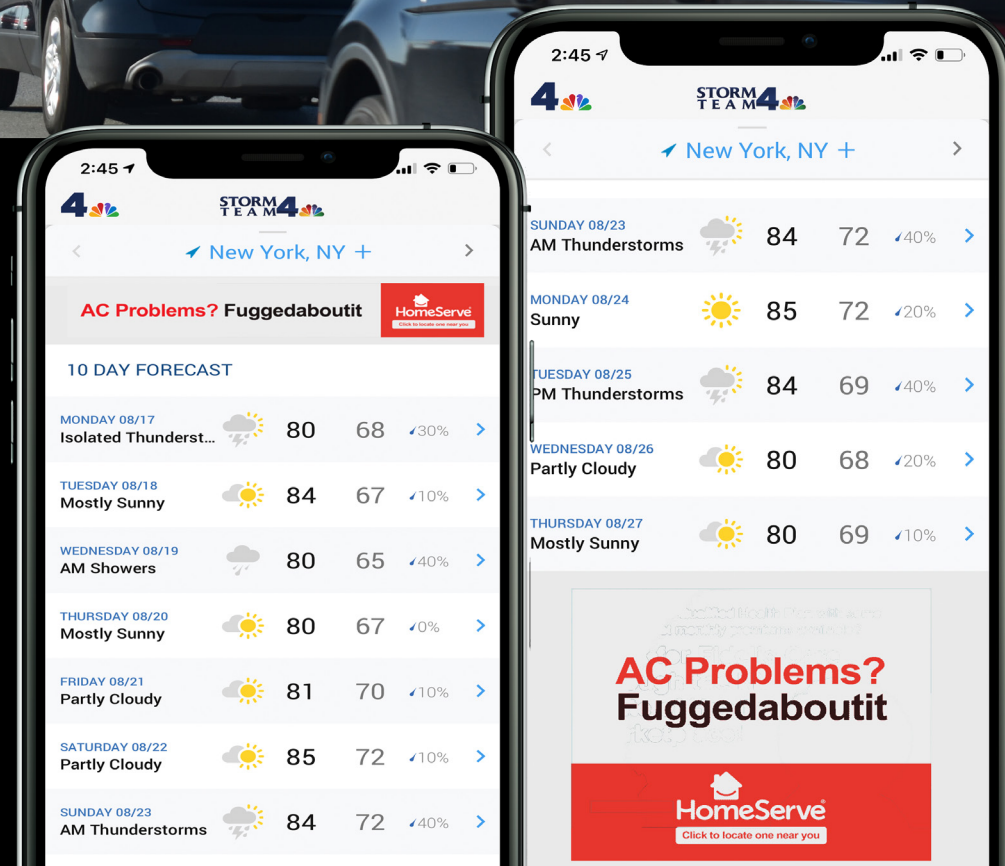 2:45
4
STORM
TEAM 4
New York, NY +
AC Problems? Fuggedaboutit
HomeServe
Click to locate one near you
10 DAY FORECAST
MONDAY 08/17
Isolated Thunderst... 80 68 30%
TUESDAY 08/18
Mostly Sunny 84 67 10%
WEDNESDAY 08/19
AM Showers 80 65 40%
THURSDAY 08/20
Mostly Sunny 80 67 0%
FRIDAY 08/21
Partly Cloudy 81 70 10%
SATURDAY 08/22
Partly Cloudy 85 72 10%
SUNDAY 08/23
AM Thunderstorms 84 72 40%
2:45
4
STORM
TEAM 4
New York, NY +
SUNDAY 08/23
AM Thunderstorms 84 72 40%
MONDAY 08/24
Sunny 85 72 20%
TUESDAY 08/25
PM Thunderstorms 84 69 40%
WEDNESDAY 08/26
Partly Cloudy 80 68 20%
THURSDAY 08/27
Mostly Sunny 80 69 10%
AC Problems?
Fuggedaboutit
HomeServe
Click to locate one near you